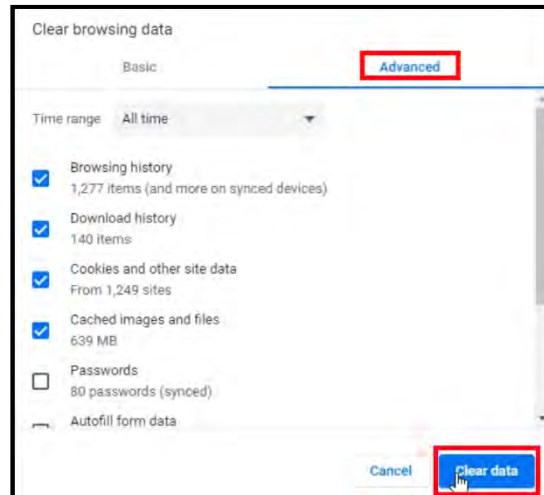 Clear browsing data
Basic Advanced
Time range All time
Browsing history
1,277 items (and more on synced devices)
Download history
140 items
Cookies and other site data
From 1,249 sites
Cached images and files
639 MB
Passwords
80 passwords (synced)
Autofill form data
Cancel Clear data